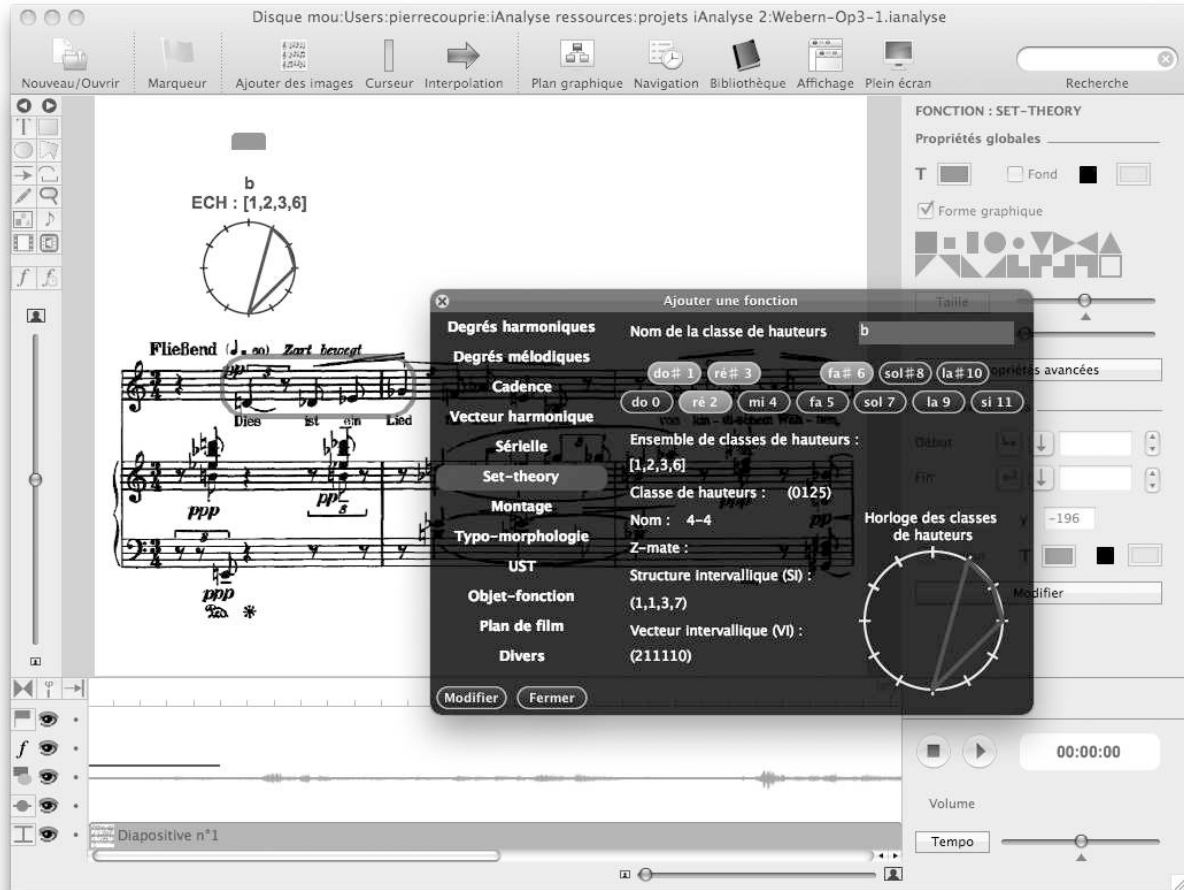 Disque mou:Users:pierrecouprie:iAnalyse ressources:projets iAnalyse 2:Webern-Op3-1.ianalyse
Nouveau/Ouvrir Marqueur Ajouter des images Curseur Interpolation Plan graphique Navigation Bibliothèque Affichage Plein écran Recherche
FONCTION : SET-THEORY
Propriétés globales
T Fond
Forme graphique
Taille
b
ECH : [1,2,3,6]
Fließend Zart bewegt
pp 3
Dies ist ein Lied
ppp pp 3
3
ppp
Ped. *
Ajouter une fonction
Degrés harmoniques
Degrés mélodiques
Cadence
Vecteur harmonique
Sérielle
Set-theory
Montage
Typo-morphologie
UST
Objet-fonction
Plan de film
Divers
Modifier Fermer
Nom de la classe de hauteurs b
do# 1 ré# 3 fa# 6 sol#8 la#10
do 0 ré 2 mi 4 fa 5 sol 7 la 9 si 11
Ensemble de classes de hauteurs :
[1,2,3,6]
Classe de hauteurs : (0125)
Nom : 4-4
Z-mate :
Structure intervallique (SI) :
(1,1,3,7)
Vecteur intervallique (VI) :
(211110)
Horloge des classes
de hauteurs
avancées
Début
Fin
y -196
T
Modifier
f
00:00:00
Volume
Tempo
Diapositive n°1